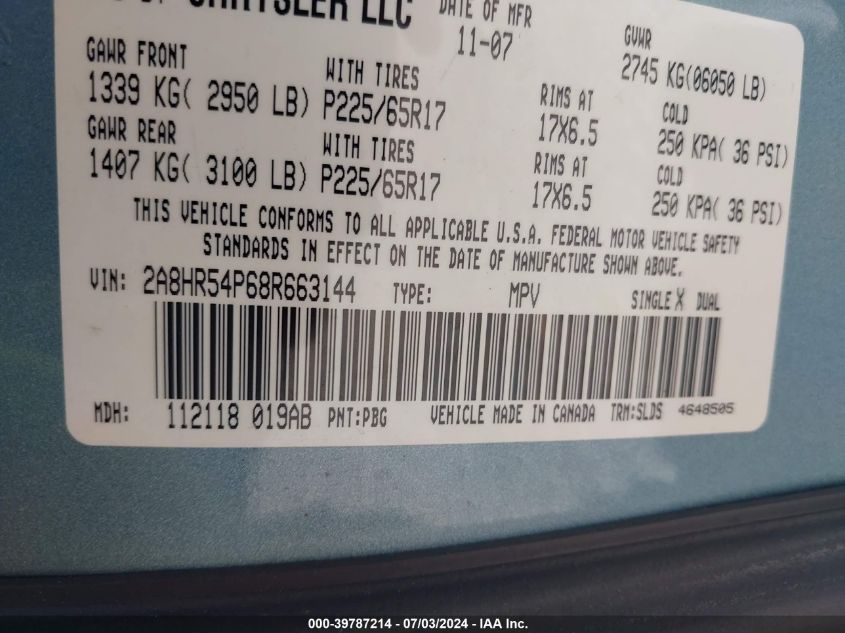 CHRYSLER LLC
DATE OF MFR
11-07
GVWR
2745 KG(06050 LB)
GAWR FRONT
1339 KG( 2950 LB)
WITH TIRES
P225/65R17
RIMS AT
17X6.5
COLD
250 KPA( 36 PSI)
GAWR REAR
1407 KG( 3100 LB)
WITH TIRES
P225/65R17
RIMS AT
17X6.5
COLD
250 KPA( 36 PSI)
THIS VEHICLE CONFORMS TO ALL APPLICABLE U.S.A. FEDERAL MOTOR VEHICLE SAFETY
STANDARDS IN EFFECT ON THE DATE OF MANUFACTURE SHOWN ABOVE.
VIN: 2A8HR54P68R663144 TYPE: MPV SINGLE X DUAL
MDH: 112118 019AB PNT:PBG VEHICLE MADE IN CANADA TRM:SLDS 4648505
000-39787214 / 07/03/2024 - IAA Inc.